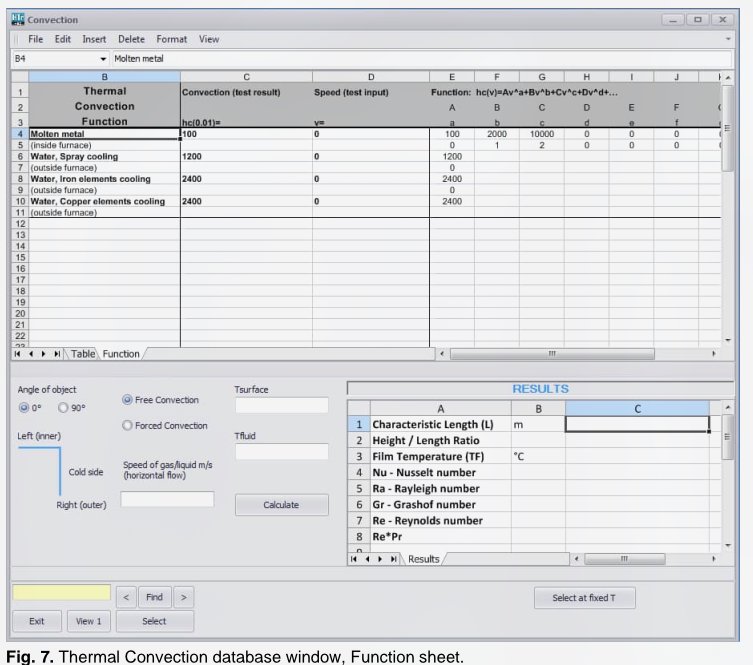 Htc Convection
File Edit Insert Delete Format View
B4 Molten metal
B C D E F G H I J
1 Thermal Convection (test result) Speed (test input) Function: hc(v)=Av^a+Bv^b+Cv^c+Dv^d+...
2 Convection A B C D E F
3 Function hc(0.01)= v= a b c d e f
4 Molten metal 100 0 100 2000 10000 0 0 0
5 (inside furnace) 0 1 2 0 0 0
6 Water, Spray cooling 1200 0 1200
7 (outside furnace) 0
8 Water, Iron elements cooling 2400 0 2400
9 (outside furnace) 0
10 Water, Copper elements cooling 2400 0 2400
11 (outside furnace)
12
13
14
15
16
17
18
19
20
21
22
23
Table Function
Angle of object
0° 90°
Free Convection
Forced Convection
Tsurface
Tfluid
Left (inner)
Cold side
Right (outer)
Speed of gas/liquid m/s
(horizontal flow)
Calculate
RESULTS
A B C
1 Characteristic Length (L) m
2 Height / Length Ratio
3 Film Temperature (TF) °C
4 Nu - Nusselt number
5 Ra - Rayleigh number
6 Gr - Grashof number
7 Re - Reynolds number
8 Re*Pr
Results
< Find >
Select at fixed T
Exit View 1 Select
Fig. 7. Thermal Convection database window, Function sheet.